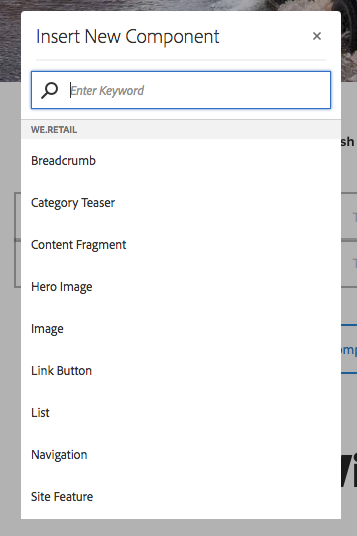 Insert New Component
×
Enter Keyword
WE.RETAIL
Breadcrumb
Category Teaser
Content Fragment
Hero Image
Image
Link Button
List
Navigation
Site Feature